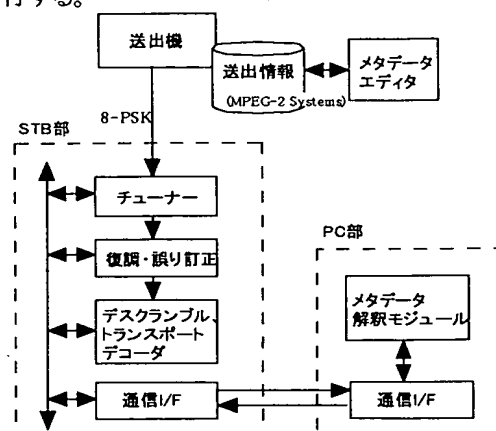 行する。
送出機
送出情報
(MPEG-2 Systems)
メタデータ
エディタ
8-PSK
STB部
チューナー
復調・誤り訂正
デスクランブル、
トランスポート
デコーダ
通信I/F
PC部
メタデータ
解釈モジュール
通信I/F